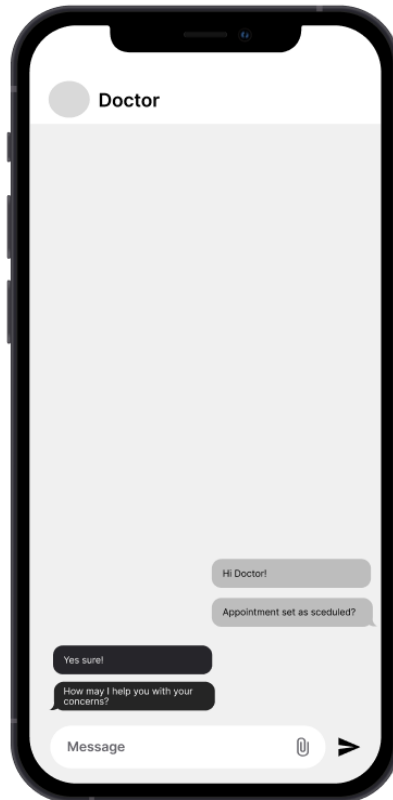 Doctor
Hi Doctor!
Appointment set as sceduled?
Yes sure!
How may I help you with your
concerns?
Message